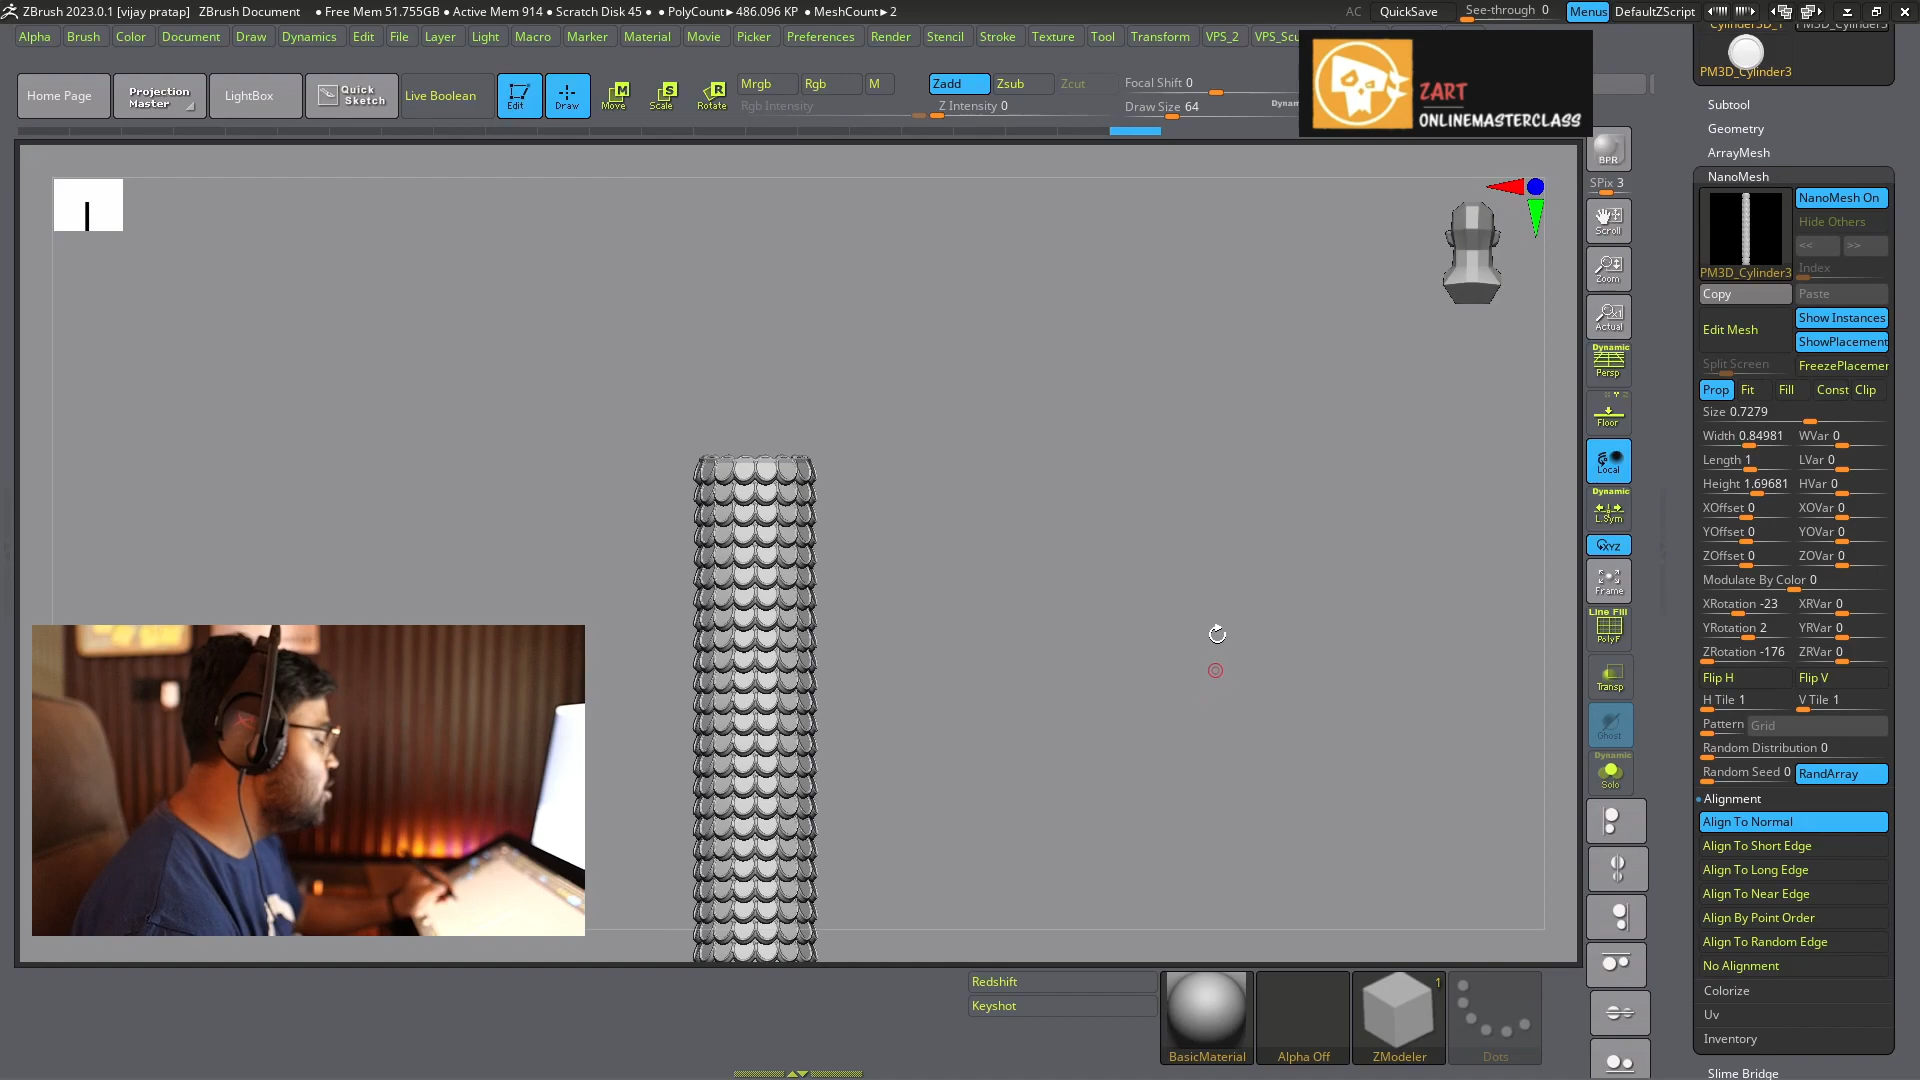 ZBrush 2023.0.1 [vijay pratap] ZBrush Document ● Free Mem 51.755GB ● Active Mem 914 ● Scratch Disk 45 ● ● PolyCount► 486.096 KP ● MeshCount► 2
AC QuickSave See-through 0 Menus DefaultZScript
Alpha Brush Color Document Draw Dynamics Edit File Layer Light Macro Marker Material Movie Picker Preferences Render Stencil Stroke Texture Tool Transform VPS_2
Home Page
Projection Master
LightBox
Quick Sketch
Live Boolean
Edit Draw Move Scale Rotate
Mrgb Rgb M
Rgb Intensity
Zadd Zsub Zcut
Z Intensity 0
Focal Shift 0
Draw Size 64
ZART
ONLINEMASTERCLASS
BPR
SPix 3
Scroll
Zoom
Actual
Dynamic
Persp
Floor
Local
Dynamic
L.Sym
XYZ
Frame
Line Fill
PolyF
Transp
Ghost
Dynamic
Solo
PM3D_Cylinder3
Subtool
Geometry
ArrayMesh
NanoMesh
NanoMesh On
Hide Others
<< >>
PM3D_Cylinder3 Index
Copy Paste
Edit Mesh Show Instances
ShowPlacement
Split Screen FreezePlacemen
Prop Fit Fill Const Clip
Size 0.7279
Width 0.84981 WVar 0
Length 1 LVar 0
Height 1.69681 HVar 0
XOffset 0 XOVar 0
YOffset 0 YOVar 0
ZOffset 0 ZOVar 0
Modulate By Color 0
XRotation -23 XRVar 0
YRotation 2 YRVar 0
ZRotation -176 ZRVar 0
Flip H Flip V
H Tile 1 V Tile 1
Pattern Grid
Random Distribution 0
Random Seed 0 RandArray
Alignment
Align To Normal
Align To Short Edge
Align To Long Edge
Align To Near Edge
Align By Point Order
Align To Random Edge
No Alignment
Colorize
Uv
Inventory
Slime Bridge
Redshift
Keyshot
BasicMaterial
Alpha Off
1
ZModeler
Dots